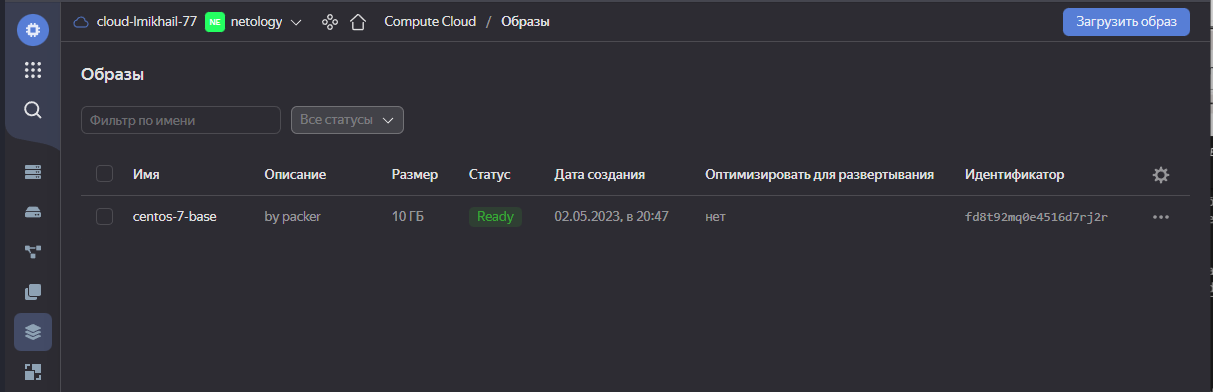 cloud-lmikhail-77 NE netology Compute Cloud / Образы Загрузить образ
Образы
Фильтр по имени Все статусы
Имя Описание Размер Статус Дата создания Оптимизировать для развертывания Идентификатор
centos-7-base by packer 10 ГБ Ready 02.05.2023, в 20:47 нет fd8t92mq0e4516d7rj2r